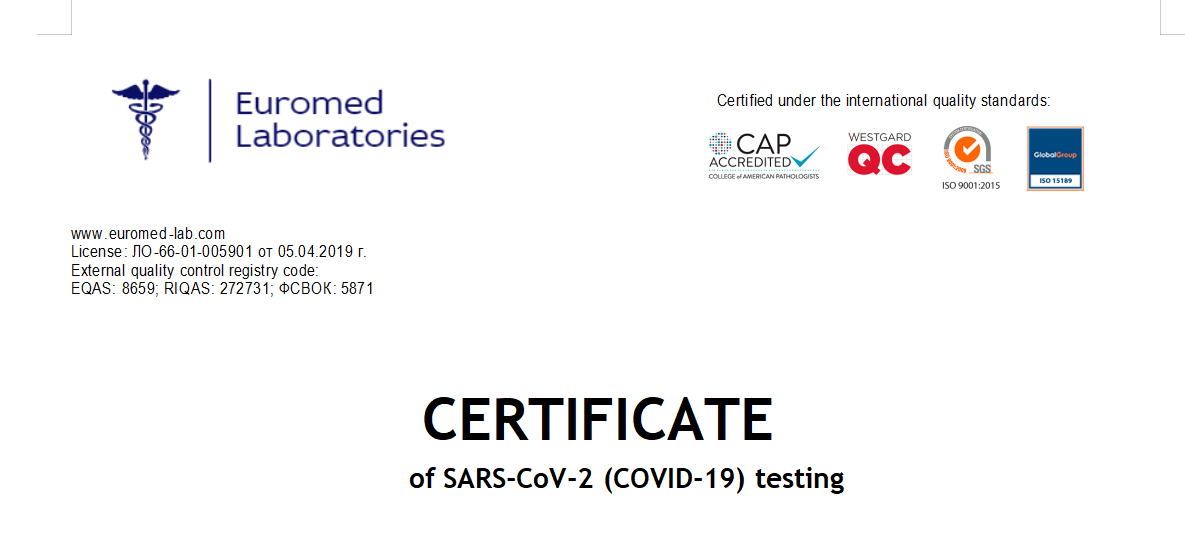 Euromed
Laboratories
Certified under the international quality standards:
CAP
ACCREDITED
COLLEGE of AMERICAN PATHOLOGISTS
WESTGARD
QC
SGS
ISO 9001:2015
GlobalGroup
ISO 15189
www.euromed-lab.com
License: ЛО-66-01-005901 от 05.04.2019 г.
External quality control registry code:
EQAS: 8659; RIQAS: 272731; ФСВОК: 5871
CERTIFICATE
of SARS-CoV-2 (COVID-19) testing